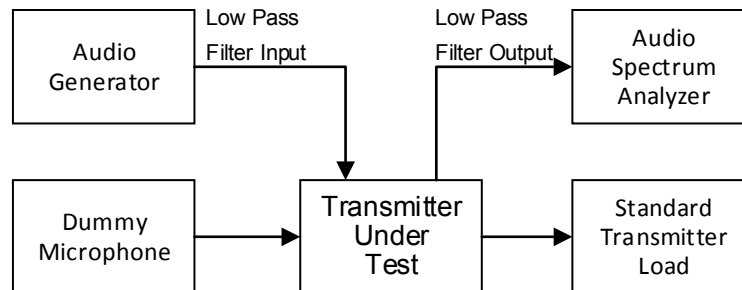 Audio
Generator
Low Pass
Filter Input
Low Pass
Filter Output
Audio
Spectrum
Analyzer
Dummy
Microphone
Transmitter
Under
Test
Standard
Transmitter
Load